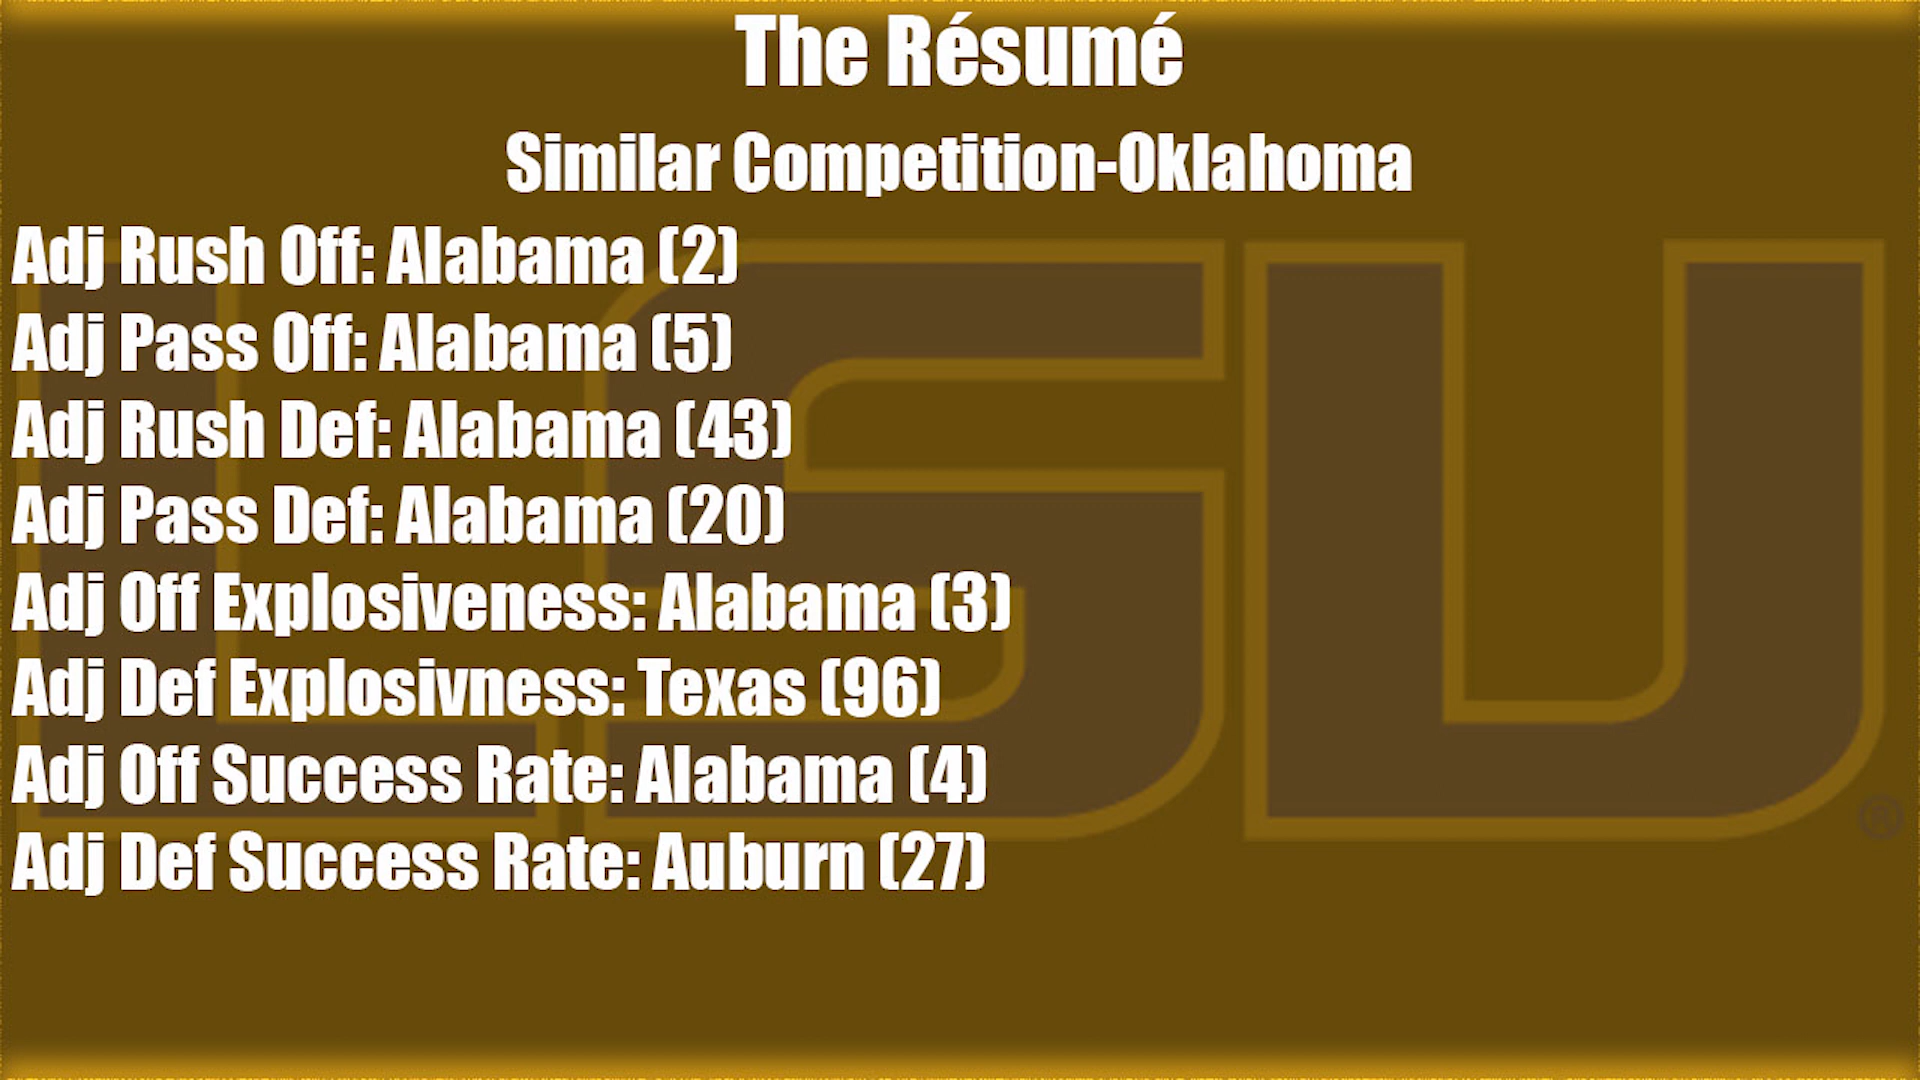 The Résumé
Similar Competition-Oklahoma
Adj Rush Off: Alabama (2)
Adj Pass Off: Alabama (5)
Adj Rush Def: Alabama (43)
Adj Pass Def: Alabama (20)
Adj Off Explosiveness: Alabama (3)
Adj Def Explosivness: Texas (96)
Adj Off Success Rate: Alabama (4)
Adj Def Success Rate: Auburn (27)
LSU
®